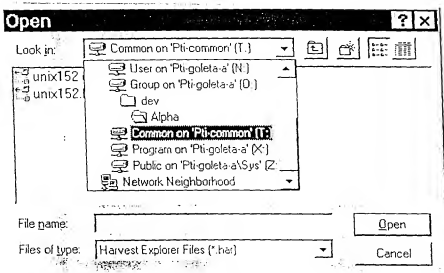 Open
Look in: Common on 'Pti-common' (T:)
unix152
unix152.
User on 'Pti-goleta-a' (N:)
Group on 'Pti-goleta-a' (O:)
dev
Alpha
Common on 'Pti-common' (T:)
Program on 'Pti-goleta-a' (X:)
Public on 'Pti-goleta-a\Sys' (Z:
Network Neighborhood
File name:
Open
Files of type: Harvest Explorer Files (*.har)
Cancel